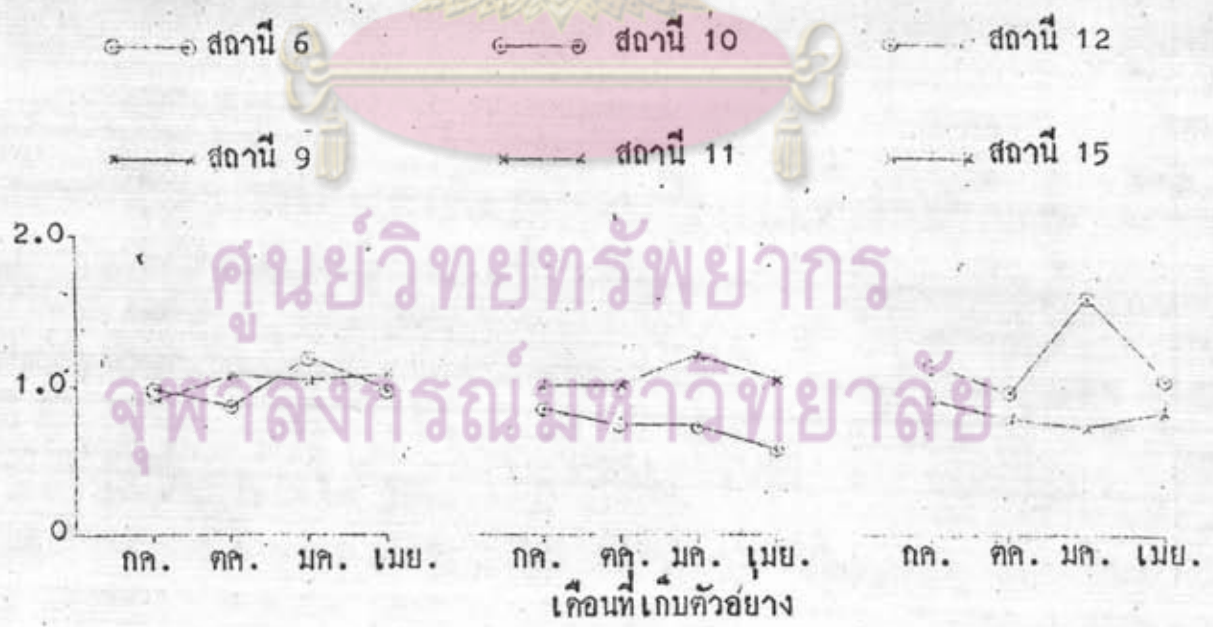 สถานี 6 สถานี 10 สถานี 12
สถานี 9 สถานี 11 สถานี 15
2.0
ศูนย์วิทยทรัพยากร
1.0
จุฬาลงกรณ์มหาวิทยาลัย
0
กค. ตค. มค. เมย. กค. ตค. มค. เมย. กค. ตค. มค. เมย.
เดือนที่เก็บตัวอย่าง